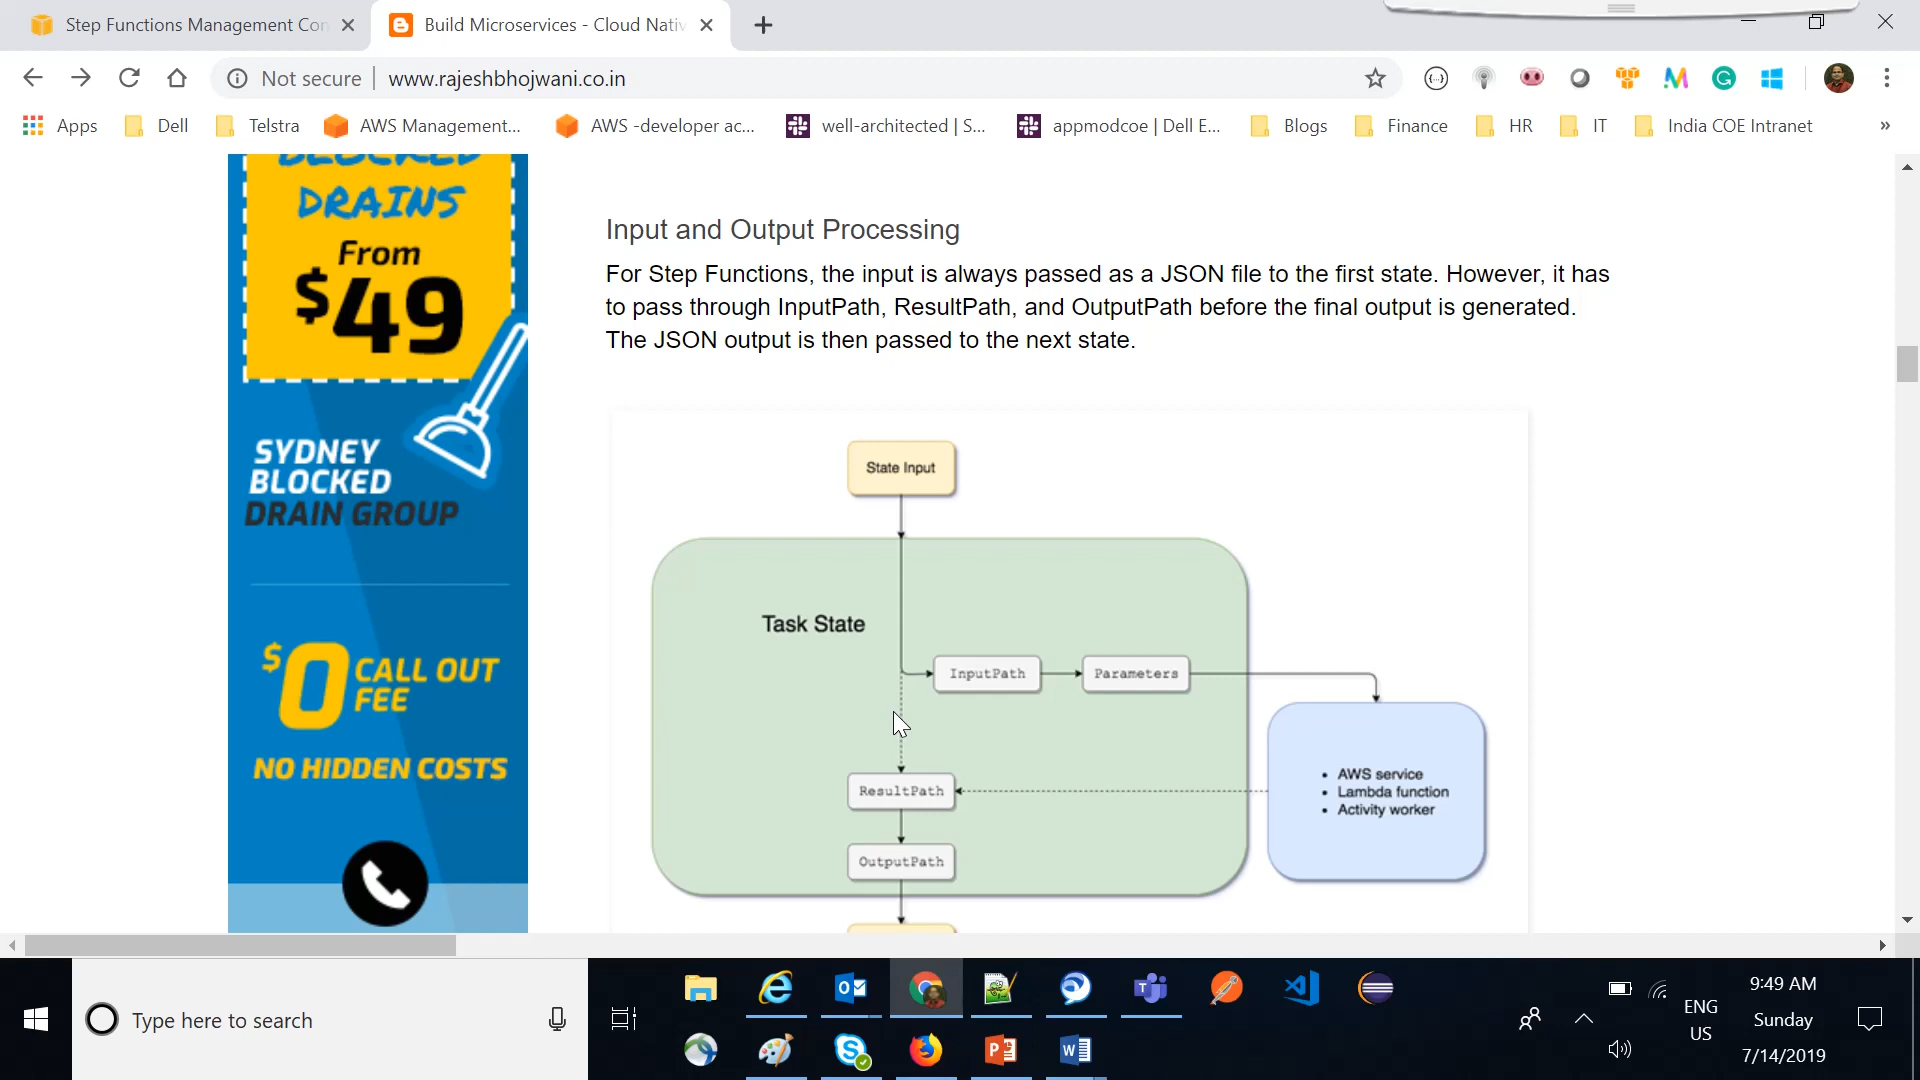 Step Functions Management Con
Build Microservices - Cloud Nativ
Not secure
www.rajeshbhojwani.co.in
Apps
Dell
Telstra
AWS Management...
AWS -developer ac...
well-architected | S...
appmodcoe | Dell E...
Blogs
Finance
HR
IT
India COE Intranet
»
BLOCKED
DRAINS
From
$49
SYDNEY
BLOCKED
DRAIN GROUP
$0 CALL OUT
FEE
NO HIDDEN COSTS
Input and Output Processing
For Step Functions, the input is always passed as a JSON file to the first state. However, it has
to pass through InputPath, ResultPath, and OutputPath before the final output is generated.
The JSON output is then passed to the next state.
State Input
Task State
InputPath
Parameters
• AWS service
• Lambda function
• Activity worker
ResultPath
OutputPath
Type here to search
ENG
US
9:49 AM
Sunday
7/14/2019